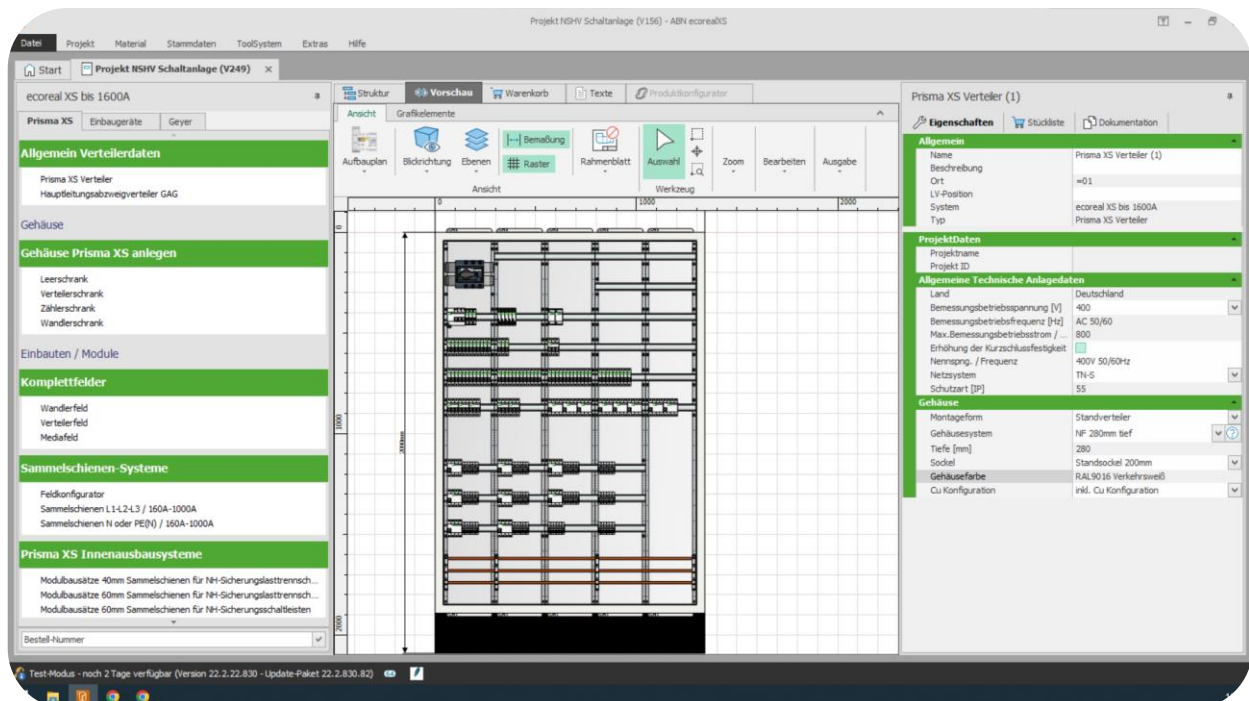 Projekt NSHV Schaltanlage (V156) - ABN ecorealXS
Datei Projekt Material Stammdaten ToolSystem Extras Hilfe
Start Projekt NSHV Schaltanlage (V249) ×
ecoreal XS bis 1600A
Prisma XS Einbaugeräte Geyer
Allgemein Verteilerdaten
Prisma XS Verteiler
Hauptleitungsabzweigverteiler GAG
Gehäuse
Gehäuse Prisma XS anlegen
Leerschrank
Verteilerschrank
Zählerschrank
Wandlerschrank
Einbauten / Module
Komplettfelder
Wandlerfeld
Verteilerfeld
Mediafeld
Sammelschienen-Systeme
Feldkonfigurator
Sammelschienen L1-L2-L3 / 160A-1000A
Sammelschienen N oder PE(N) / 160A-1000A
Prisma XS Innenausbausysteme
Modulbausätze 40mm Sammelschienen für NH-Sicherungslasttrennsch...
Modulbausätze 60mm Sammelschienen für NH-Sicherungslasttrennsch...
Modulbausätze 60mm Sammelschienen für NH-Sicherungsschaltleisten
Bestell-Nummer
Struktur Vorschau Warenkorb Texte Produktkonfigurator
Ansicht Grafikelemente
Aufbauplan Blickrichtung Ebenen Bemaßung Raster Rahmenblatt Auswahl Zoom Bearbeiten Ausgabe
Ansicht Werkzeug
0 1000 2000
0
1000
2000
Prisma XS Verteiler (1)
Eigenschaften Stückliste Dokumentation
Allgemein
Name Prisma XS Verteiler (1)
Beschreibung
Ort =01
LV-Position
System ecoreal XS bis 1600A
Typ Prisma XS Verteiler
ProjektDaten
Projektname
Projekt ID
Allgemeine Technische Anlagedaten
Land Deutschland
Bemessungsbetriebsspannung [V] 400
Bemessungsbetriebsfrequenz [Hz] AC 50/60
Max.Bemessungsbetriebsstrom / ... 800
Erhöhung der Kurzschlussfestigkeit
Nennspng. / Frequenz 400V 50/60Hz
Netzsystem TN-S
Schutzart [IP] 55
Gehäuse
Montageform Standverteiler
Gehäusesystem NF 280mm tief
Tiefe [mm] 280
Sockel Standsockel 200mm
Gehäusefarbe RAL9016 Verkehrsweiß
Cu Konfiguration inkl. Cu Konfiguration
Test-Modus - noch 2 Tage verfügbar (Version 22.2.22.830 - Update-Paket 22.2.830.82)